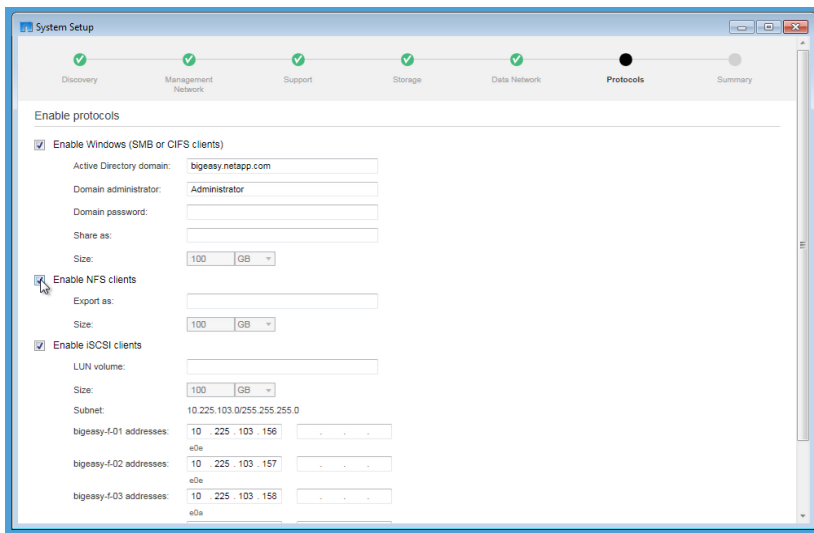 System Setup
Discovery
Management
Network
Support
Storage
Data Network
Protocols
Summary
Enable protocols
Enable Windows (SMB or CIFS clients)
Active Directory domain: bigeasy.netapp.com
Domain administrator: Administrator
Domain password:
Share as:
Size: 100 GB
Enable NFS clients
Export as:
Size: 100 GB
Enable iSCSI clients
LUN volume:
Size: 100 GB
Subnet: 10.225.103.0/255.255.255.0
bigeasy-f-01 addresses: 10 . 225 . 103 . 156 . . .
e0e
bigeasy-f-02 addresses: 10 . 225 . 103 . 157 . . .
e0e
bigeasy-f-03 addresses: 10 . 225 . 103 . 158 . . .
e0a